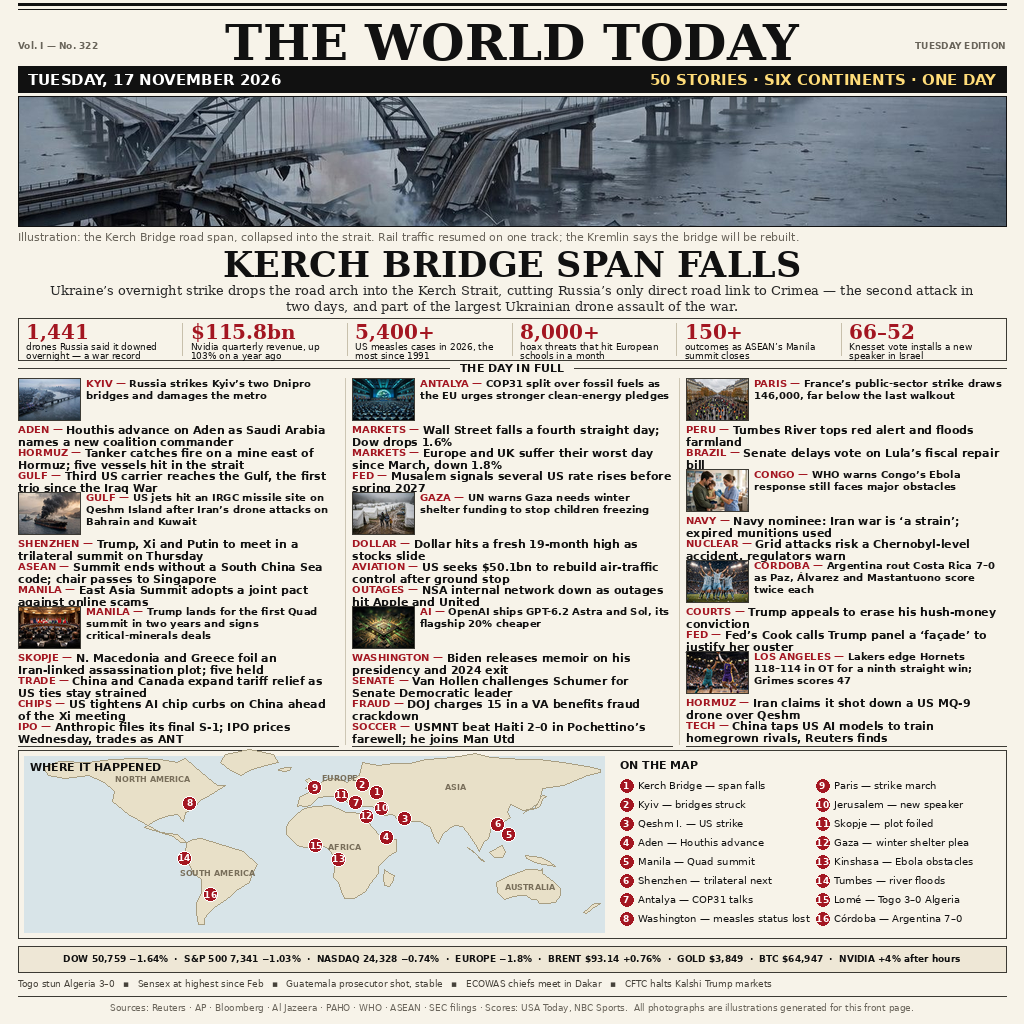 Vol. I — No. 322
THE WORLD TODAY
TUESDAY EDITION
TUESDAY, 17 NOVEMBER 2026
50 STORIES · SIX CONTINENTS · ONE DAY
Illustration: the Kerch Bridge road span, collapsed into the strait. Rail traffic resumed on one track; the Kremlin says the bridge will be rebuilt.
KERCH BRIDGE SPAN FALLS
Ukraine’s overnight strike drops the road arch into the Kerch Strait, cutting Russia’s only direct road link to Crimea — the second attack in
two days, and part of the largest Ukrainian drone assault of the war.
1,441
drones Russia said it downed
overnight — a war record
$115.8bn
Nvidia quarterly revenue, up
103% on a year ago
5,400+
US measles cases in 2026, the
most since 1991
8,000+
hoax threats that hit European
schools in a month
150+
outcomes as ASEAN’s Manila
summit closes
66–52
Knesset vote installs a new
speaker in Israel
THE DAY IN FULL
KYIV — Russia strikes Kyiv’s two Dnipro
bridges and damages the metro
ADEN — Houthis advance on Aden as Saudi Arabia
names a new coalition commander
HORMUZ — Tanker catches fire on a mine east of
Hormuz; five vessels hit in the strait
GULF — Third US carrier reaches the Gulf, the first
trio since the Iraq War
GULF — US jets hit an IRGC missile site on
Qeshm Island after Iran’s drone attacks on
Bahrain and Kuwait
SHENZHEN — Trump, Xi and Putin to meet in a
trilateral summit on Thursday
ASEAN — Summit ends without a South China Sea
code; chair passes to Singapore
MANILA — East Asia Summit adopts a joint pact
against online scams
MANILA — Trump lands for the first Quad
summit in two years and signs
critical-minerals deals
SKOPJE — N. Macedonia and Greece foil an
Iran-linked assassination plot; five held
TRADE — China and Canada expand tariff relief as
US ties stay strained
CHIPS — US tightens AI chip curbs on China ahead
of the Xi meeting
IPO — Anthropic files its final S-1; IPO prices
Wednesday, trades as ANT
ANTALYA — COP31 split over fossil fuels as
the EU urges stronger clean-energy pledges
MARKETS — Wall Street falls a fourth straight day;
Dow drops 1.6%
MARKETS — Europe and UK suffer their worst day
since March, down 1.8%
FED — Musalem signals several US rate rises before
spring 2027
GAZA — UN warns Gaza needs winter
shelter funding to stop children freezing
DOLLAR — Dollar hits a fresh 19-month high as
stocks slide
AVIATION — US seeks $50.1bn to rebuild air-traffic
control after ground stop
OUTAGES — NSA internal network down as outages
hit Apple and United
AI — OpenAI ships GPT-6.2 Astra and Sol, its
flagship 20% cheaper
WASHINGTON — Biden releases memoir on his
presidency and 2024 exit
SENATE — Van Hollen challenges Schumer for
Senate Democratic leader
FRAUD — DOJ charges 15 in a VA benefits fraud
crackdown
SOCCER — USMNT beat Haiti 2–0 in Pochettino’s
farewell; he joins Man Utd
PARIS — France’s public-sector strike draws
146,000, far below the last walkout
PERU — Tumbes River tops red alert and floods
farmland
BRAZIL — Senate delays vote on Lula’s fiscal repair
bill
CONGO — WHO warns Congo’s Ebola
response still faces major obstacles
NAVY — Navy nominee: Iran war is ‘a strain’;
expired munitions used
NUCLEAR — Grid attacks risk a Chernobyl-level
accident, regulators warn
CÓRDOBA — Argentina rout Costa Rica 7–0
as Paz, Álvarez and Mastantuono score
twice each
COURTS — Trump appeals to erase his hush-money
conviction
FED — Fed’s Cook calls Trump panel a ‘façade’ to
justify her ouster
LOS ANGELES — Lakers edge Hornets
118–114 in OT for a ninth straight win;
Grimes scores 47
HORMUZ — Iran claims it shot down a US MQ-9
drone over Qeshm
TECH — China taps US AI models to train
homegrown rivals, Reuters finds
WHERE IT HAPPENED
NORTH AMERICA
EUROPE
ASIA
AFRICA
SOUTH AMERICA
AUSTRALIA
8
9
2
1
11
7
10
12
3
6
5
4
15
13
14
16
ON THE MAP
1 Kerch Bridge — span falls
2 Kyiv — bridges struck
3 Qeshm I. — US strike
4 Aden — Houthis advance
5 Manila — Quad summit
6 Shenzhen — trilateral next
7 Antalya — COP31 talks
8 Washington — measles status lost
9 Paris — strike march
10 Jerusalem — new speaker
11 Skopje — plot foiled
12 Gaza — winter shelter plea
13 Kinshasa — Ebola obstacles
14 Tumbes — river floods
15 Lomé — Togo 3–0 Algeria
16 Córdoba — Argentina 7–0
DOW 50,759 −1.64% · S&P 500 7,341 −1.03% · NASDAQ 24,328 −0.74% · EUROPE −1.8% · BRENT $93.14 +0.76% · GOLD $3,849 · BTC $64,947 · NVIDIA +4% after hours
Togo stun Algeria 3–0 ▪ Sensex at highest since Feb ▪ Guatemala prosecutor shot, stable ▪ ECOWAS chiefs meet in Dakar ▪ CFTC halts Kalshi Trump markets
Sources: Reuters · AP · Bloomberg · Al Jazeera · PAHO · WHO · ASEAN · SEC filings · Scores: USA Today, NBC Sports. All photographs are illustrations generated for this front page.